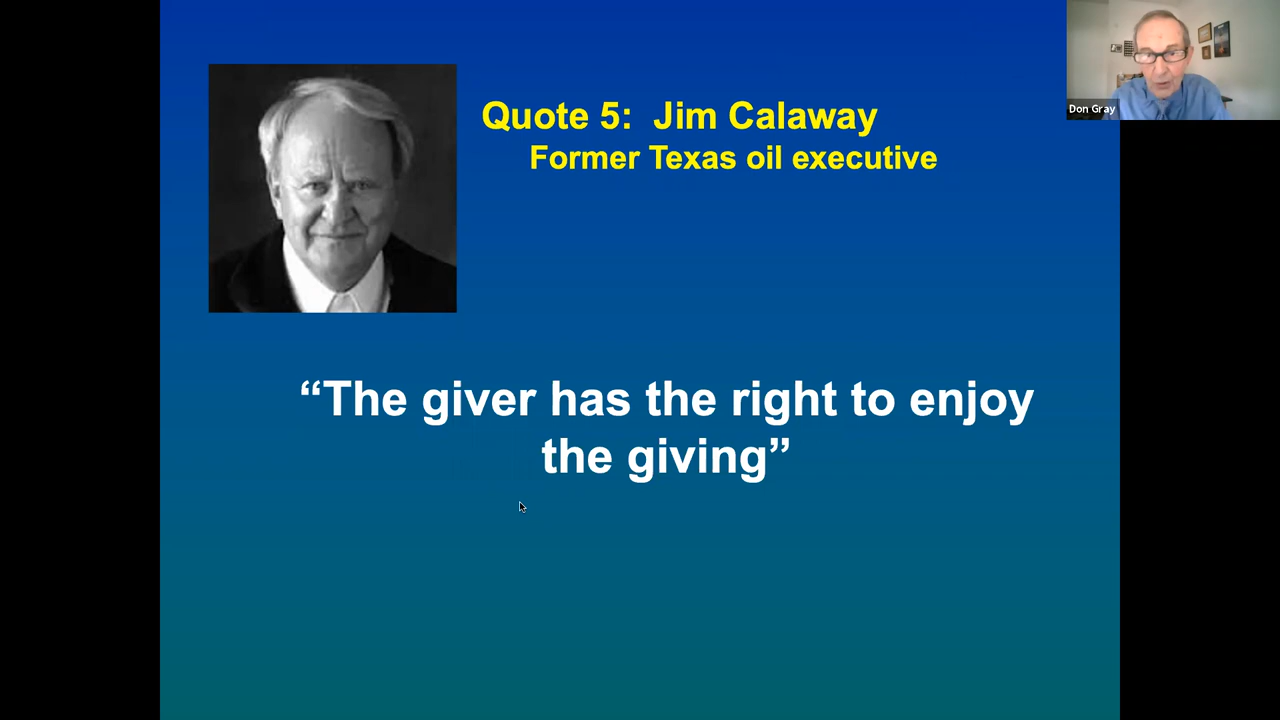 Quote 5: Jim Calaway
Former Texas oil executive
Don Gray
“The giver has the right to enjoy
the giving”